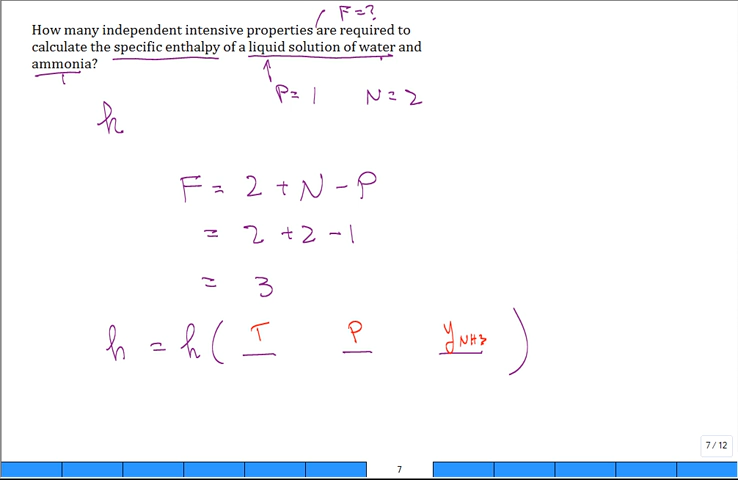 F=?
How many independent intensive properties are required to
calculate the specific enthalpy of a liquid solution of water and
ammonia?
P=1 N=2
h
F = 2 + N - P
= 2 + 2 - 1
= 3
h = h ( T P yNH3 )
7 / 12
7